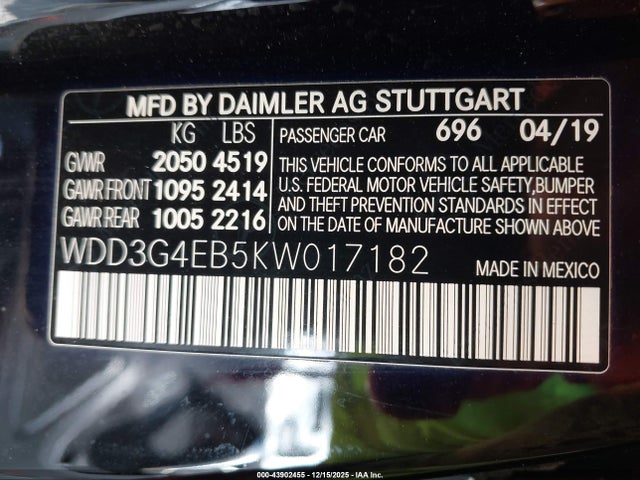 MFD BY DAIMLER AG STUTTGART
KG LBS PASSENGER CAR 696 04/19
GVWR 2050 4519
GAWR FRONT 1095 2414
GAWR REAR 1005 2216
THIS VEHICLE CONFORMS TO ALL APPLICABLE
U.S. FEDERAL MOTOR VEHICLE SAFETY,BUMPER
AND THEFT PREVENTION STANDARDS IN EFFECT
ON THE DATE OF MANUFACTURE SHOWN ABOVE
WDD3G4EB5KW017182
MADE IN MEXICO
000-43902455 - 12/15/2025 - IAA Inc.